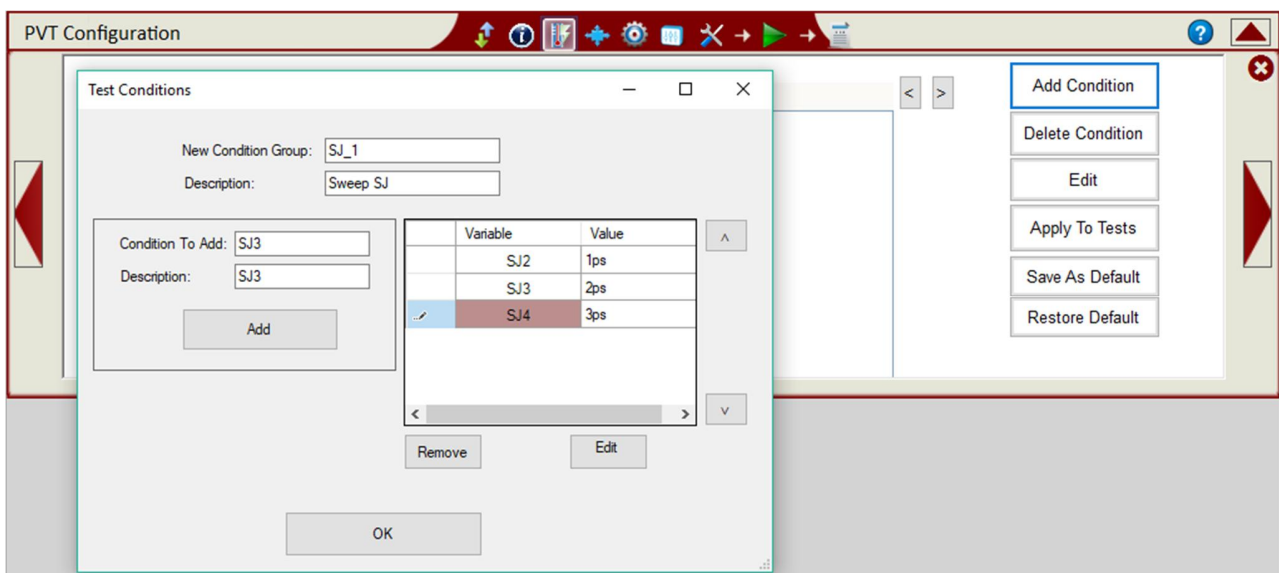 PVT Configuration
?
Test Conditions
< >
New Condition Group: SJ_1
Description: Sweep SJ
Condition To Add: SJ3
Description: SJ3
Add
Variable Value
SJ2 1ps
SJ3 2ps
SJ4 3ps
Remove Edit
OK
Add Condition
Delete Condition
Edit
Apply To Tests
Save As Default
Restore Default